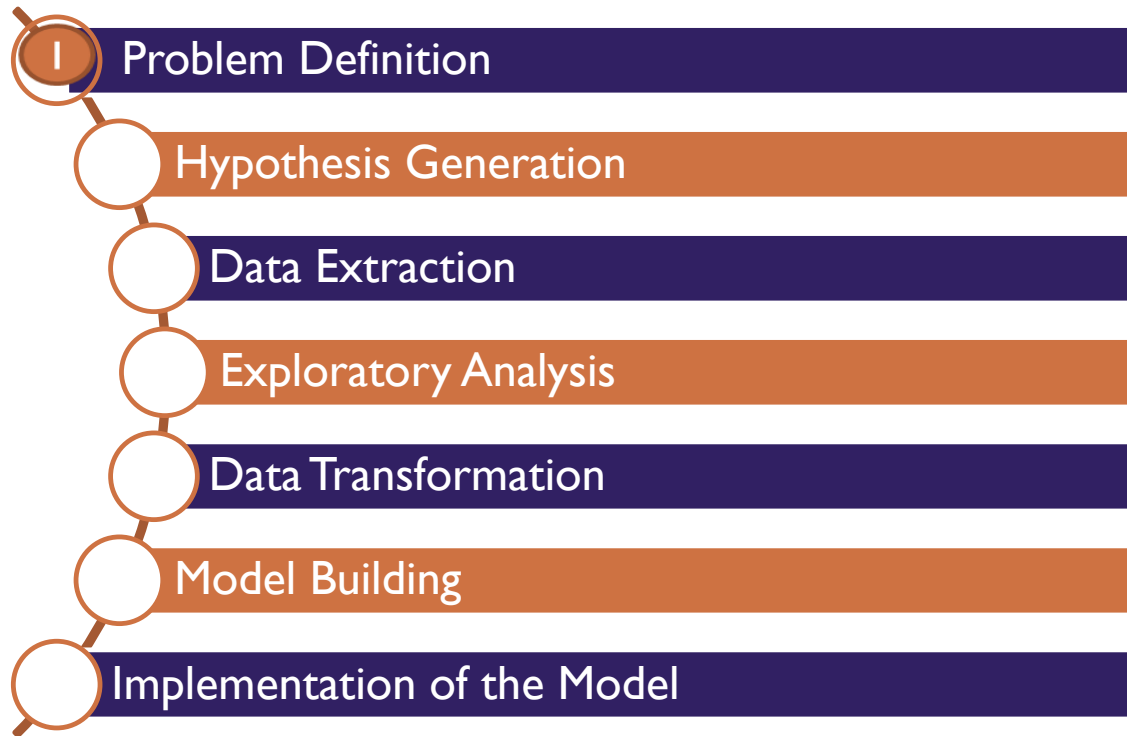 1 Problem Definition
Hypothesis Generation
Data Extraction
Exploratory Analysis
Data Transformation
Model Building
Implementation of the Model